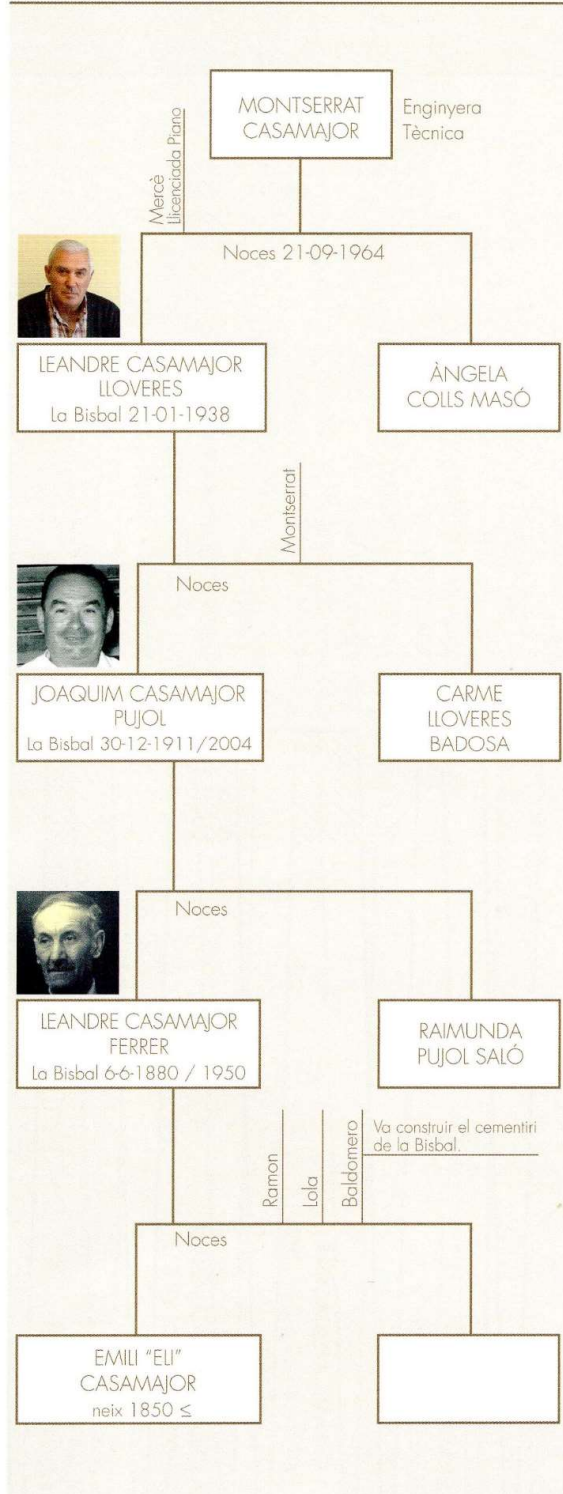 MONTSERRAT
CASAMAJOR
Enginyera
Tècnica
Mercè
Llicenciada Piano
Noces 21-09-1964
LEANDRE CASAMAJOR
LLOVERES
La Bisbal 21-01-1938
ÀNGELA
COLLS MASÓ
Montserrat
Noces
JOAQUIM CASAMAJOR
PUJOL
La Bisbal 30-12-1911/2004
CARME
LLOVERES
BADOSA
Noces
LEANDRE CASAMAJOR
FERRER
La Bisbal 6-6-1880 / 1950
RAIMUNDA
PUJOL SALÓ
Ramon
Lola
Baldomero
Va construir el cementiri
de la Bisbal.
Noces
EMILI "ELI"
CASAMAJOR
neix 1850 ≤